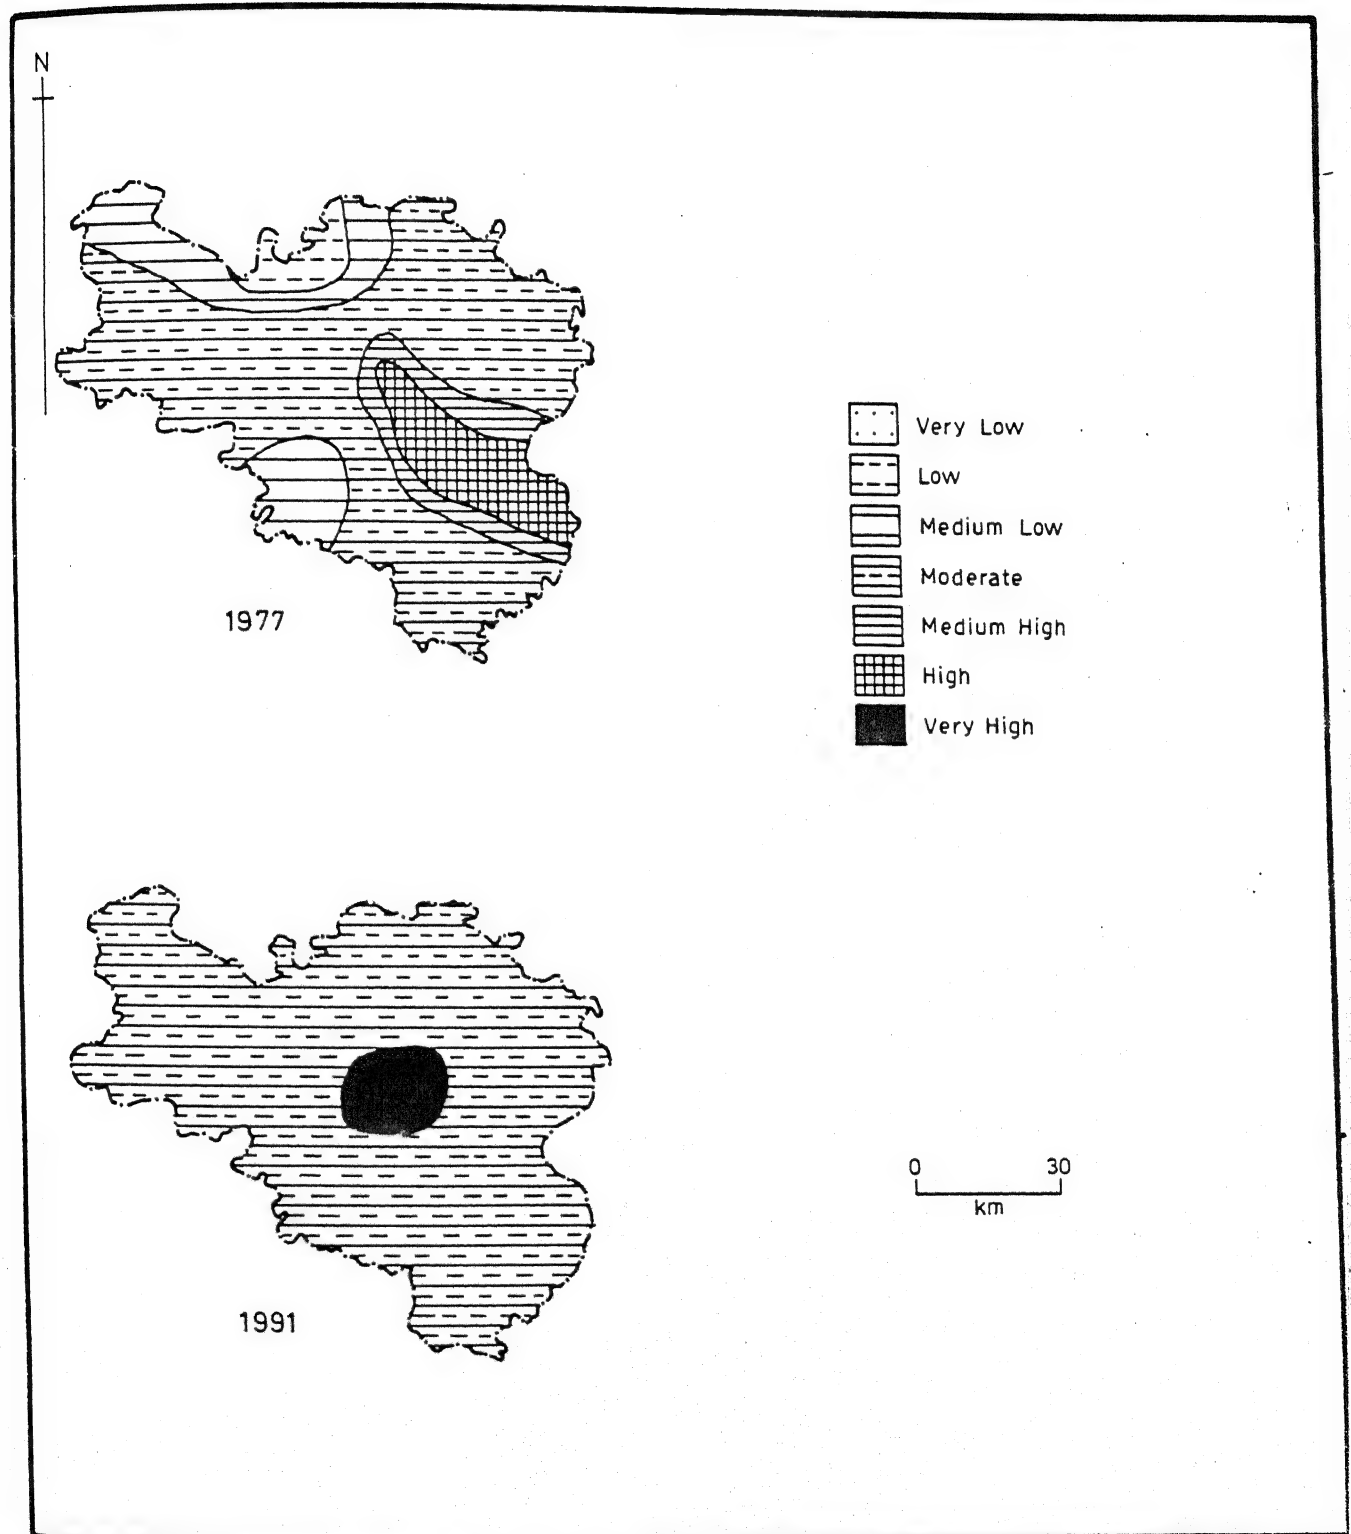 N
1977
Very Low
Low
Medium Low
Moderate
Medium High
High
Very High
0 30
km
1991